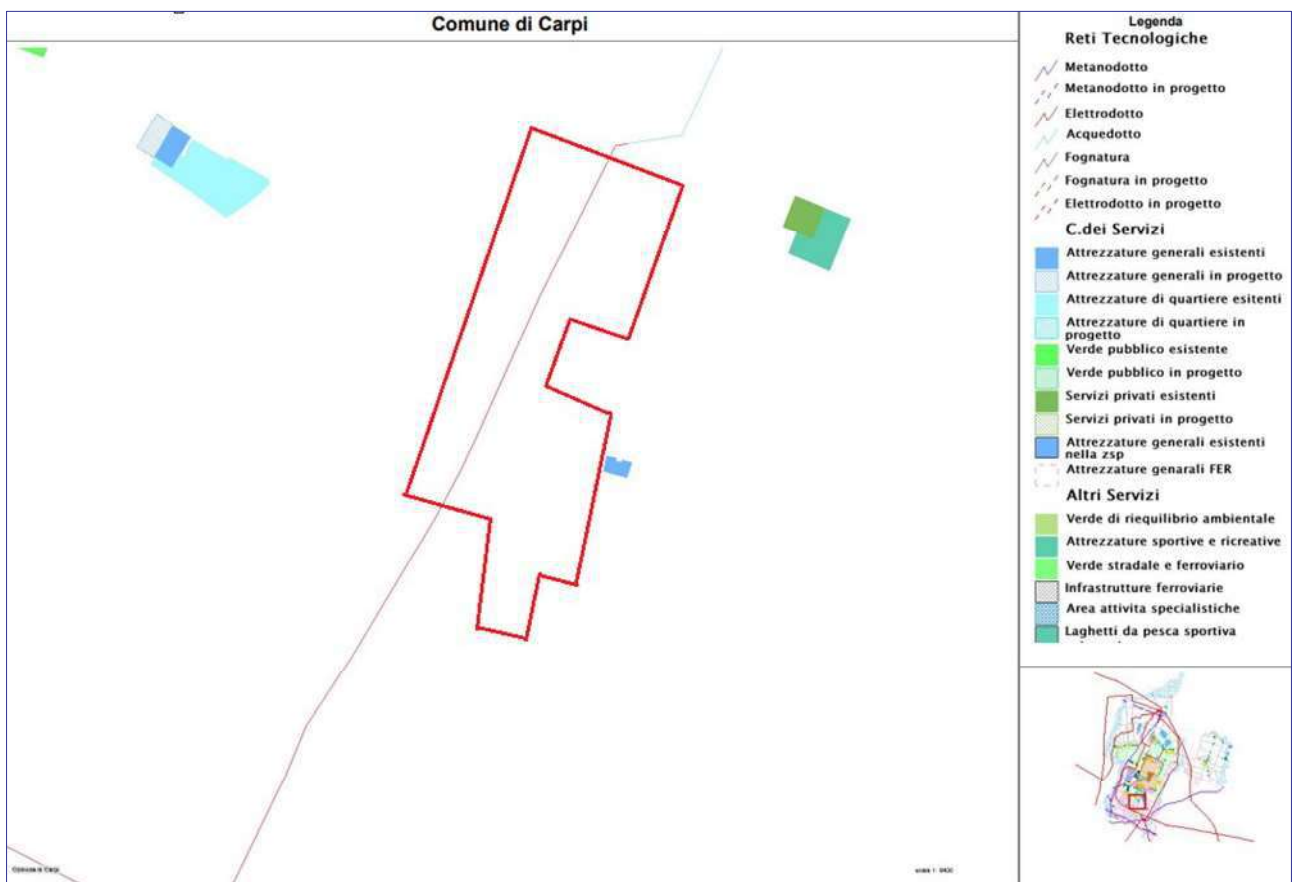 Comune di Carpi
Legenda
Reti Tecnologiche
Metanodotto
Metanodotto in progetto
Elettrodotto
Acquedotto
Fognatura
Fognatura in progetto
Elettrodotto in progetto
C.dei Servizi
Attrezzature generali esistenti
Attrezzature generali in progetto
Attrezzature di quartiere esitenti
Attrezzature di quartiere in
progetto
Verde pubblico esistente
Verde pubblico in progetto
Servizi privati esistenti
Servizi privati in progetto
Attrezzature generali esistenti
nella zsp
Attrezzature genarali FER
Altri Servizi
Verde di riequilibrio ambientale
Attrezzature sportive e ricreative
Verde stradale e ferroviario
Infrastrutture ferroviarie
Area attivita specialistiche
Laghetti da pesca sportiva
Comune di Carpi